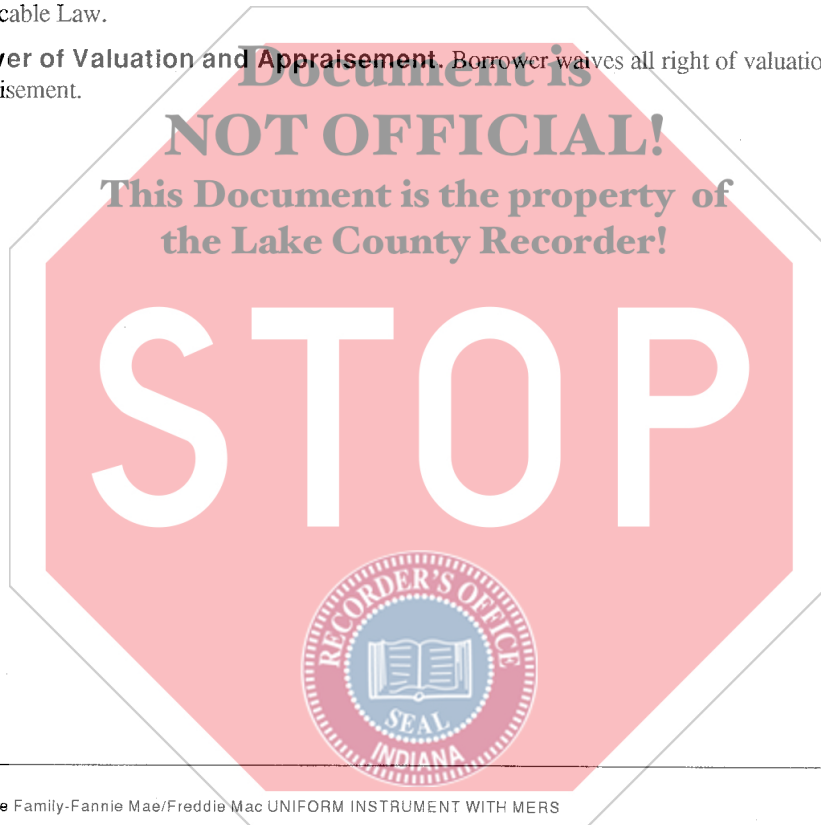 cable Law.
er of Valuation and Appraisement. Borrower waives all right of valuatio
isement.
Document is
NOT OFFICIAL!
This Document is the property of
the Lake County Recorder!
STOP
RECORDER'S OFFICE
SEAL
INDIANA
e Family-Fannie Mae/Freddie Mac UNIFORM INSTRUMENT WITH MERS